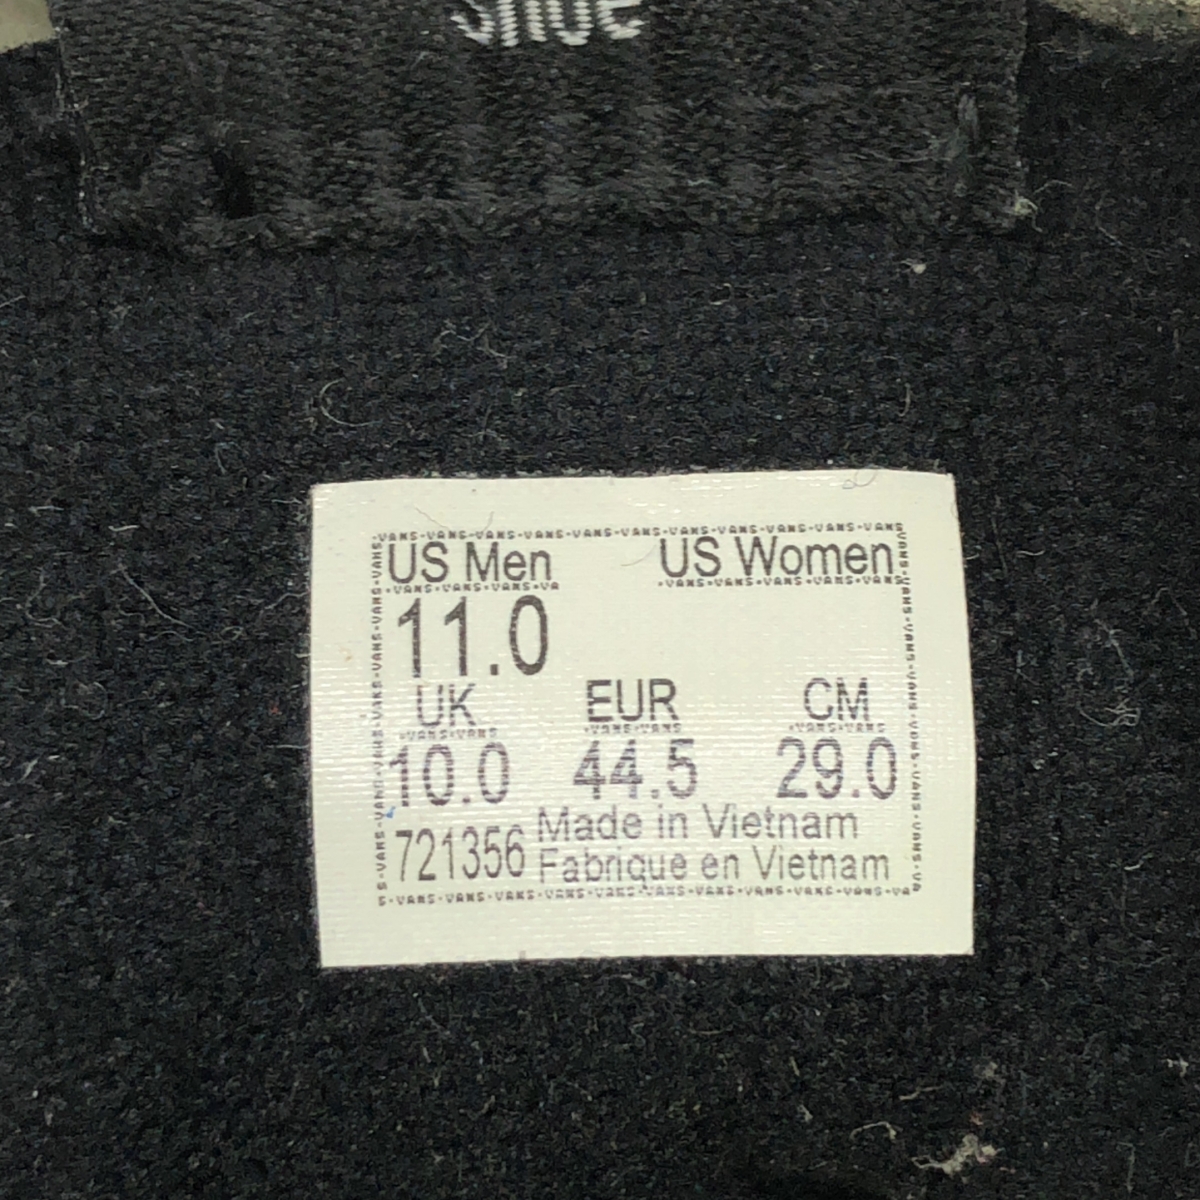 US Men US Women
11.0
UK EUR CM
10.0 44.5 29.0
721356 Made in Vietnam
Fabrique en Vietnam